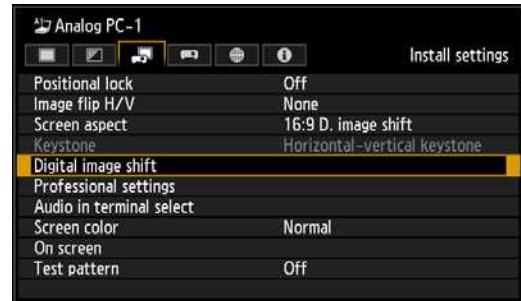 Analog PC-1
Install settings
Positional lock Off
Image flip H/V None
Screen aspect 16:9 D. image shift
Keystone Horizontal-vertical keystone
Digital image shift
Professional settings
Audio in terminal select
Screen color Normal
On screen
Test pattern Off